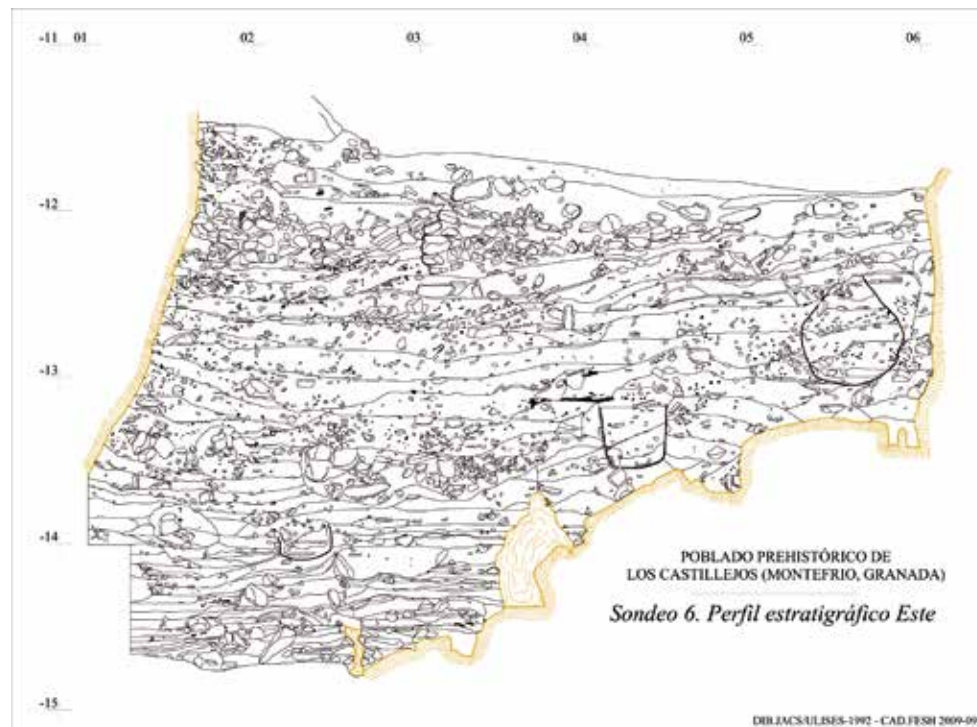 -11 01 02 03 04 05 06
-12
-13
-14
POBLADO PREHISTÓRICO DE
LOS CASTILLEJOS (MONTEFRIO, GRANADA)
Sondeo 6. Perfil estratigráfico Este
-15
DIB.JACS/ULISES-1992 - CAD.FESH 2009-09